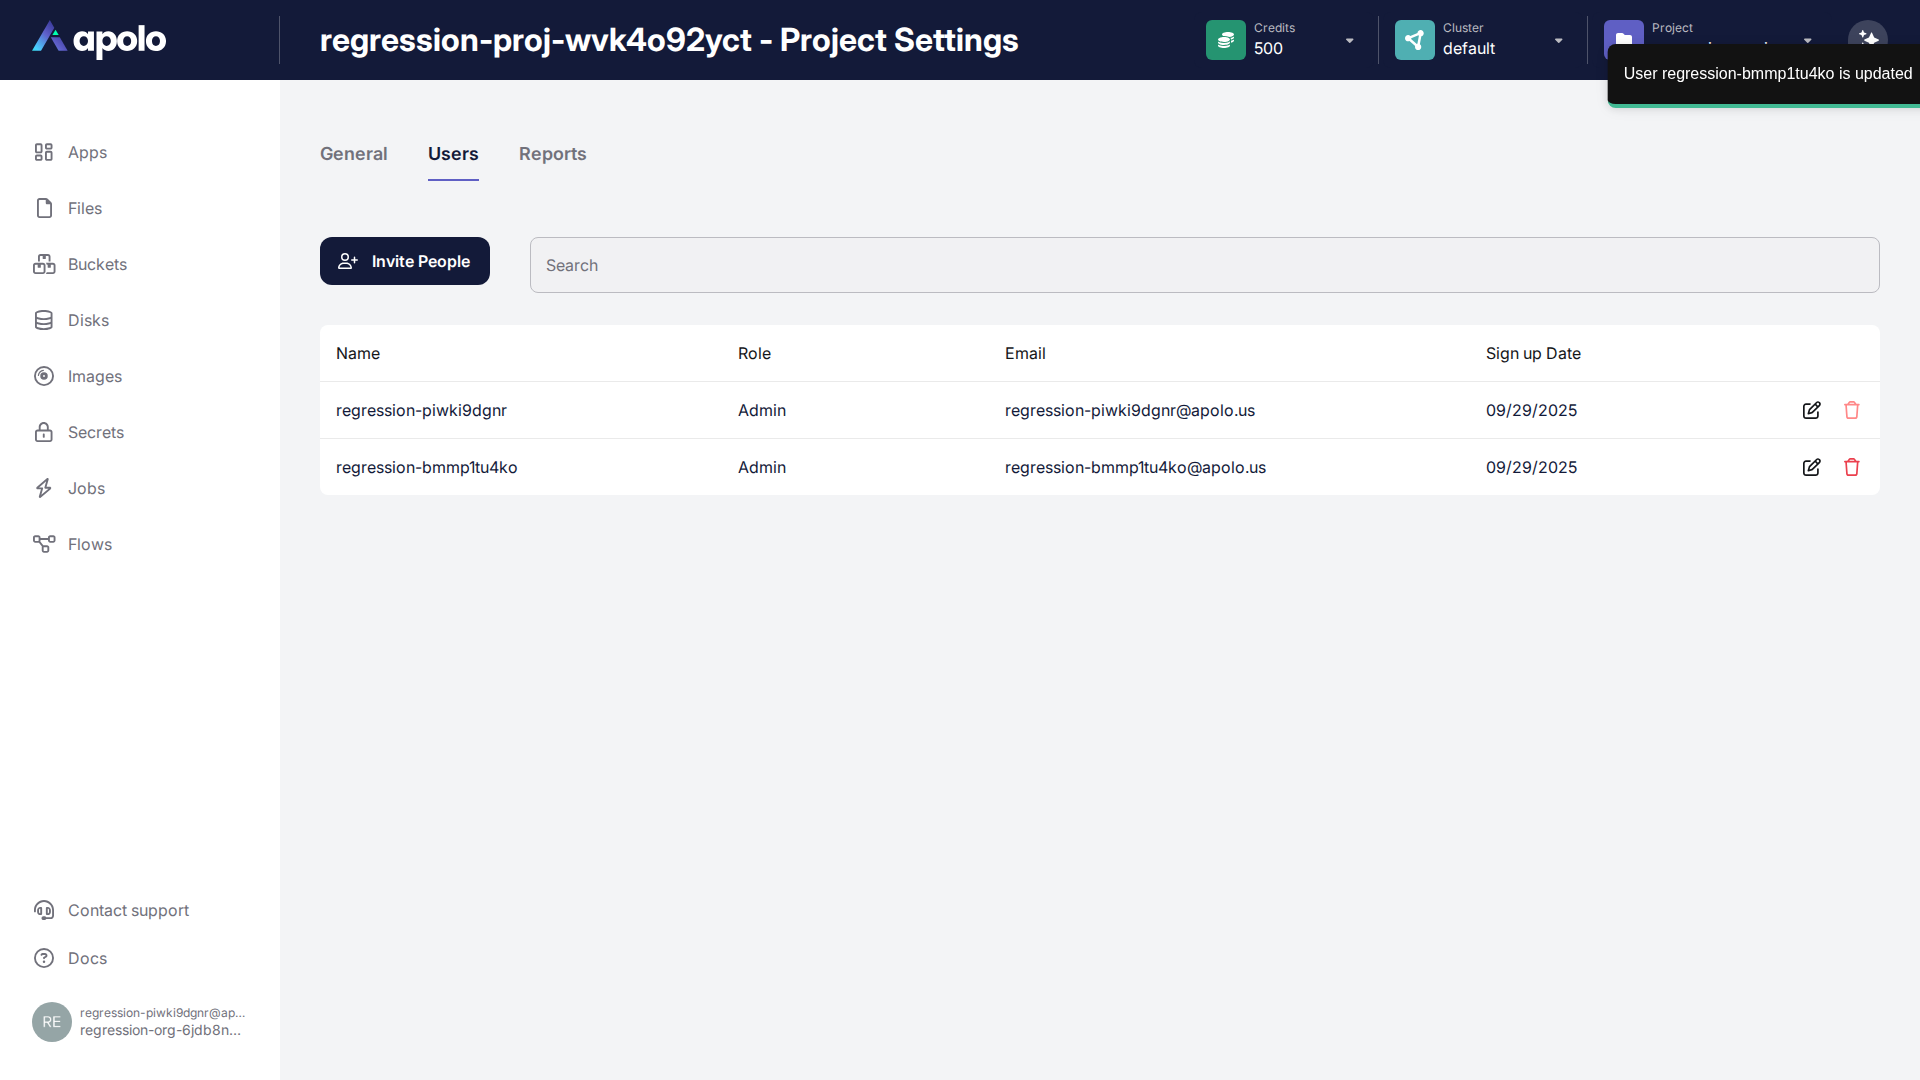 apolo
regression-proj-wvk4o92yct - Project Settings
Credits
500
Cluster
default
Project
User regression-bmmp1tu4ko is updated
Apps
Files
Buckets
Disks
Images
Secrets
Jobs
Flows
General Users Reports
Invite People
Search
Name Role Email Sign up Date
regression-piwki9dgnr Admin regression-piwki9dgnr@apolo.us 09/29/2025
regression-bmmp1tu4ko Admin regression-bmmp1tu4ko@apolo.us 09/29/2025
Contact support
Docs
RE
regression-piwki9dgnr@ap...
regression-org-6jdb8n...